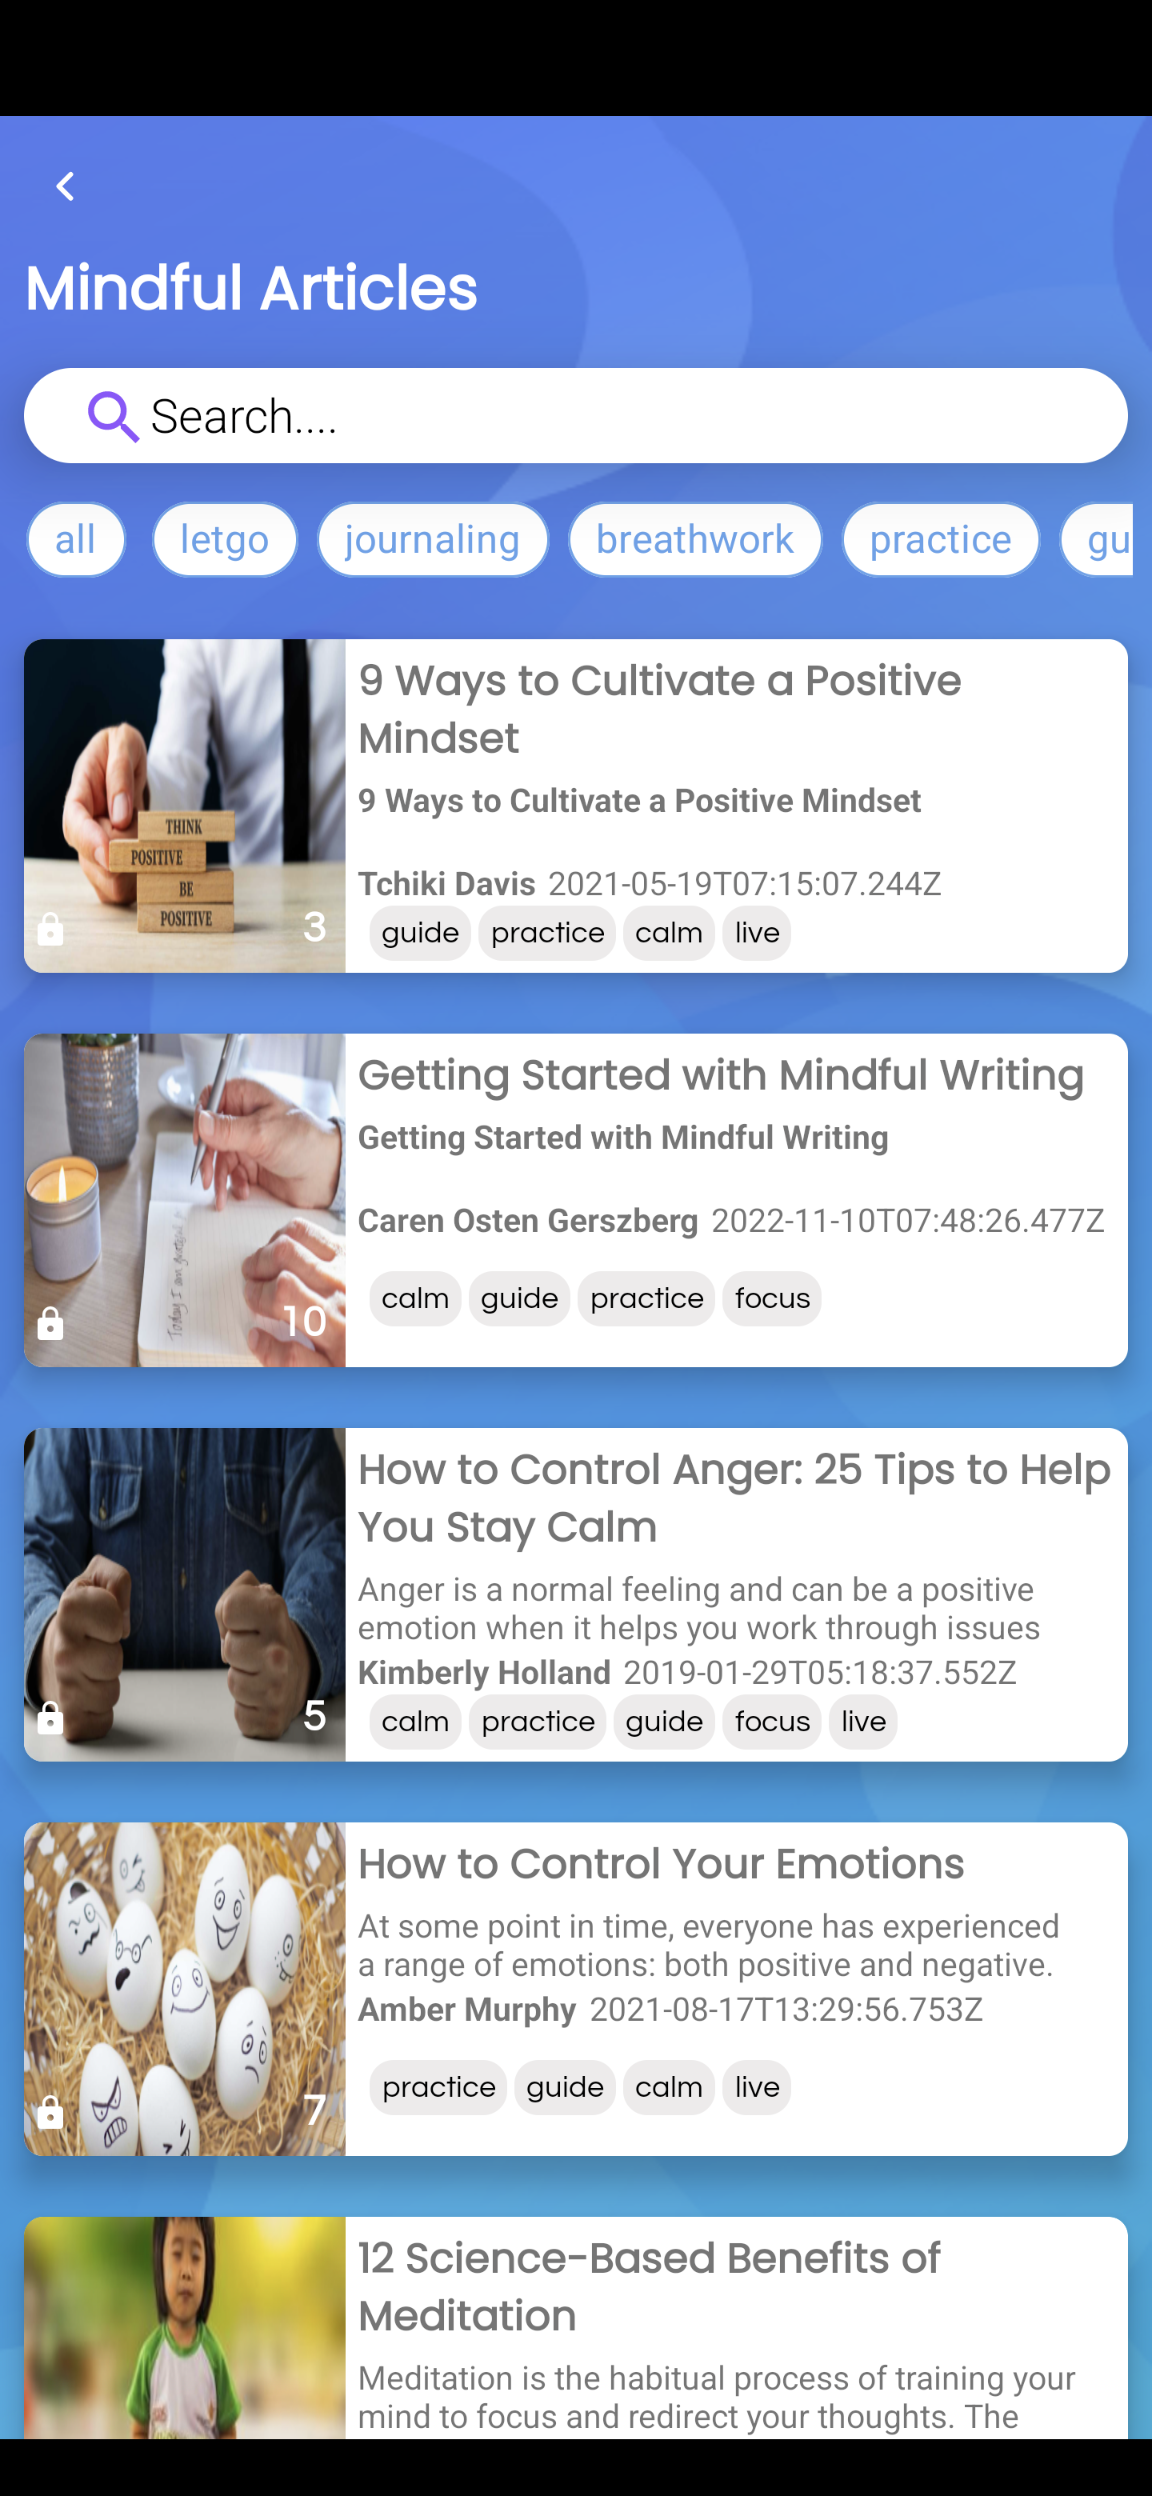 Mindful Articles
Search....
all letgo journaling breathwork practice gu
9 Ways to Cultivate a Positive
Mindset
9 Ways to Cultivate a Positive Mindset
Tchiki Davis 2021-05-19T07:15:07.244Z
guide practice calm live
THINK
POSITIVE
BE
POSITIVE
3
Getting Started with Mindful Writing
Getting Started with Mindful Writing
Caren Osten Gerszberg 2022-11-10T07:48:26.477Z
calm guide practice focus
Today I am grateful
10
How to Control Anger: 25 Tips to Help
You Stay Calm
Anger is a normal feeling and can be a positive
emotion when it helps you work through issues
Kimberly Holland 2019-01-29T05:18:37.552Z
calm practice guide focus live
5
How to Control Your Emotions
At some point in time, everyone has experienced
a range of emotions: both positive and negative.
Amber Murphy 2021-08-17T13:29:56.753Z
practice guide calm live
7
12 Science-Based Benefits of
Meditation
Meditation is the habitual process of training your
mind to focus and redirect your thoughts. The